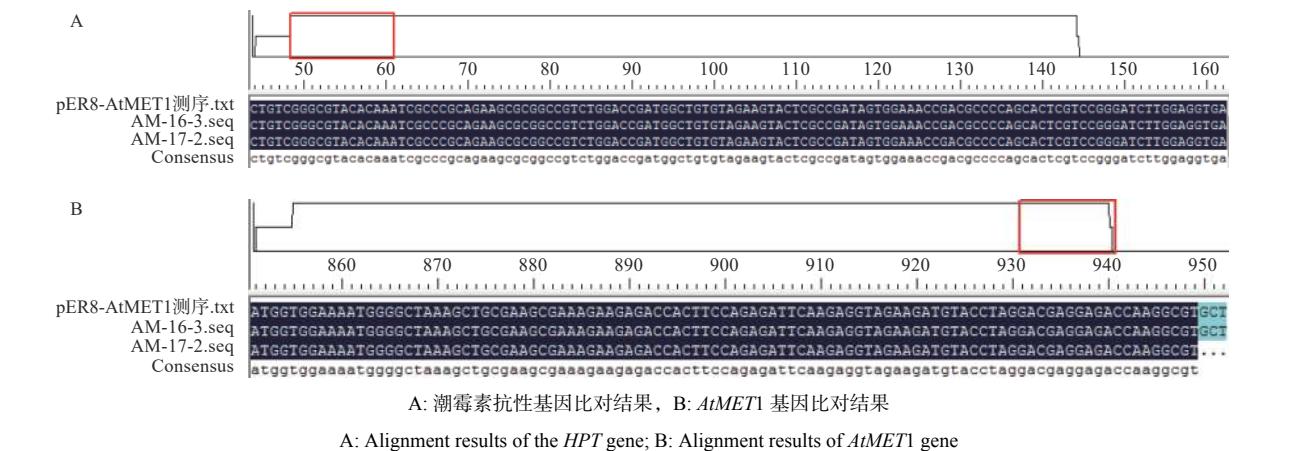 A
50 60 70 80 90 100 110 120 130 140 150 160
pER8-AtMET1测序.txt CTGTCGGGCGTACACAAATCGCCCGCAGAAGCGCGGCCGTCTGGACCGATGGCTGTGTAGAAGTACTCGCCGATAGTGGAAACCGACGCCCCAGCACTCGTCCGGGATCTTGGAGGTGA
AM-16-3.seq CTGTCGGGCGTACACAAATCGCCCGCAGAAGCGCGGCCGTCTGGACCGATGGCTGTGTAGAAGTACTCGCCGATAGTGGAAACCGACGCCCCAGCACTCGTCCGGGATCTTGGAGGTGA
AM-17-2.seq CTGTCGGGCGTACACAAATCGCCCGCAGAAGCGCGGCCGTCTGGACCGATGGCTGTGTAGAAGTACTCGCCGATAGTGGAAACCGACGCCCCAGCACTCGTCCGGGATCTTGGAGGTGA
Consensus ctgtcgggcgtacacaaatcgcccgcagaagcgcggccgtctggaccgatggctgtgtagaagtactcgccgatagtggaaaccgacgccccagcactcgtccgggatcttggaggtga
B
860 870 880 890 900 910 920 930 940 950
pER8-AtMET1测序.txt ATGGTGGAAAATGGGGCTAAAGCTGCGAAGCGAAAGAAGAGACCACTTCCAGAGATTCAAGAGGTAGAAGATGTACCTAGGACGAGGAGACCAAGGCGTGCT
AM-16-3.seq ATGGTGGAAAATGGGGCTAAAGCTGCGAAGCGAAAGAAGAGACCACTTCCAGAGATTCAAGAGGTAGAAGATGTACCTAGGACGAGGAGACCAAGGCGTGCT
AM-17-2.seq ATGGTGGAAAATGGGGCTAAAGCTGCGAAGCGAAAGAAGAGACCACTTCCAGAGATTCAAGAGGTAGAAGATGTACCTAGGACGAGGAGACCAAGGCGT...
Consensus atggtggaaaatggggctaaagctgcgaagcgaaagaagagaccacttccagagattcaagaggtagaagatgtacctaggacgaggagaccaaggcgt
A: 潮霉素抗性基因比对结果，B: AtMET1 基因比对结果
A: Alignment results of the HPT gene; B: Alignment results of AtMET1 gene